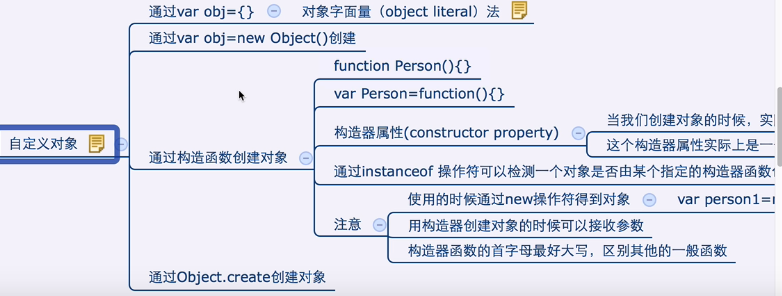 通过var obj={}
对象字面量（object literal）法
通过var obj=new Object()创建
function Person(){}
var Person=function(){}
构造器属性(constructor property)
当我们创建对象的时候，实
这个构造器属性实际上是一
自定义对象
通过构造函数创建对象
通过instanceof 操作符可以检测一个对象是否由某个指定的构造器函数
使用的时候通过new操作符得到对象
var person1=
注意
用构造器创建对象的时候可以接收参数
构造器函数的首字母最好大写，区别其他的一般函数
通过Object.create创建对象